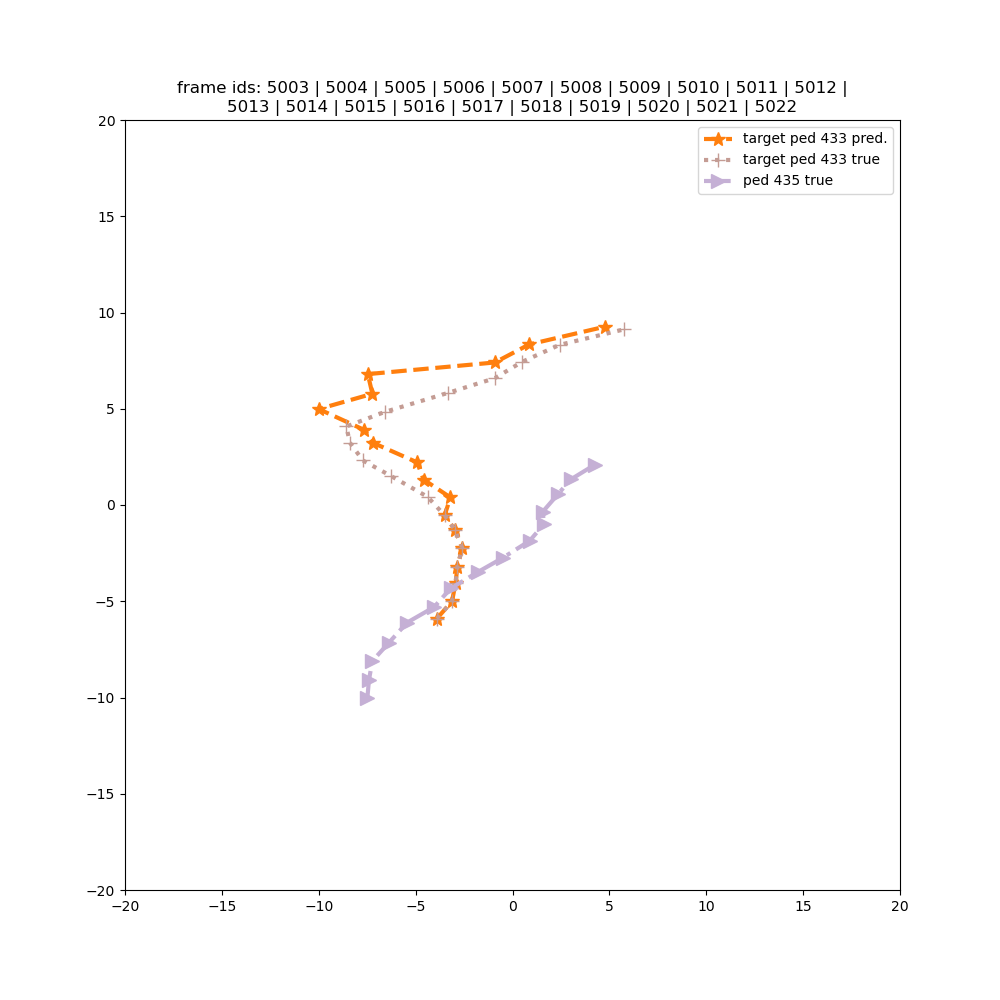 frame ids: 5003 | 5004 | 5005 | 5006 | 5007 | 5008 | 5009 | 5010 | 5011 | 5012 |
5013 | 5014 | 5015 | 5016 | 5017 | 5018 | 5019 | 5020 | 5021 | 5022
target ped 433 pred.
target ped 433 true
ped 435 true
20
15
10
5
0
−5
−10
−15
−20
−20 −15 −10 −5 0 5 10 15 20